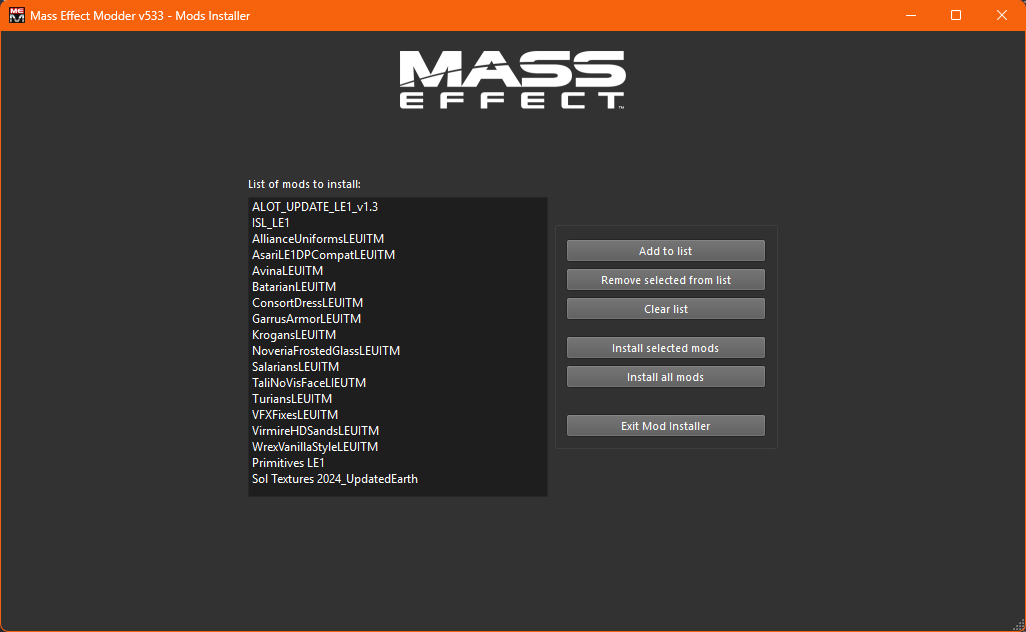 Mass Effect Modder v533 - Mods Installer
MASS
EFFECT™
List of mods to install:
ALOT_UPDATE_LE1_v1.3
ISL_LE1
AllianceUniformsLEUITM
AsariLE1DPCompatLEUITM
AvinaLEUITM
BatarianLEUITM
ConsortDressLEUITM
GarrusArmorLEUITM
KrogansLEUITM
NoveriaFrostedGlassLEUITM
SalariansLEUITM
TaliNoVisFaceLIEUTM
TuriansLEUITM
VFXFixesLEUITM
VirmireHDSandsLEUITM
WrexVanillaStyleLEUITM
Primitives LE1
Sol Textures 2024_UpdatedEarth
Add to list
Remove selected from list
Clear list
Install selected mods
Install all mods
Exit Mod Installer